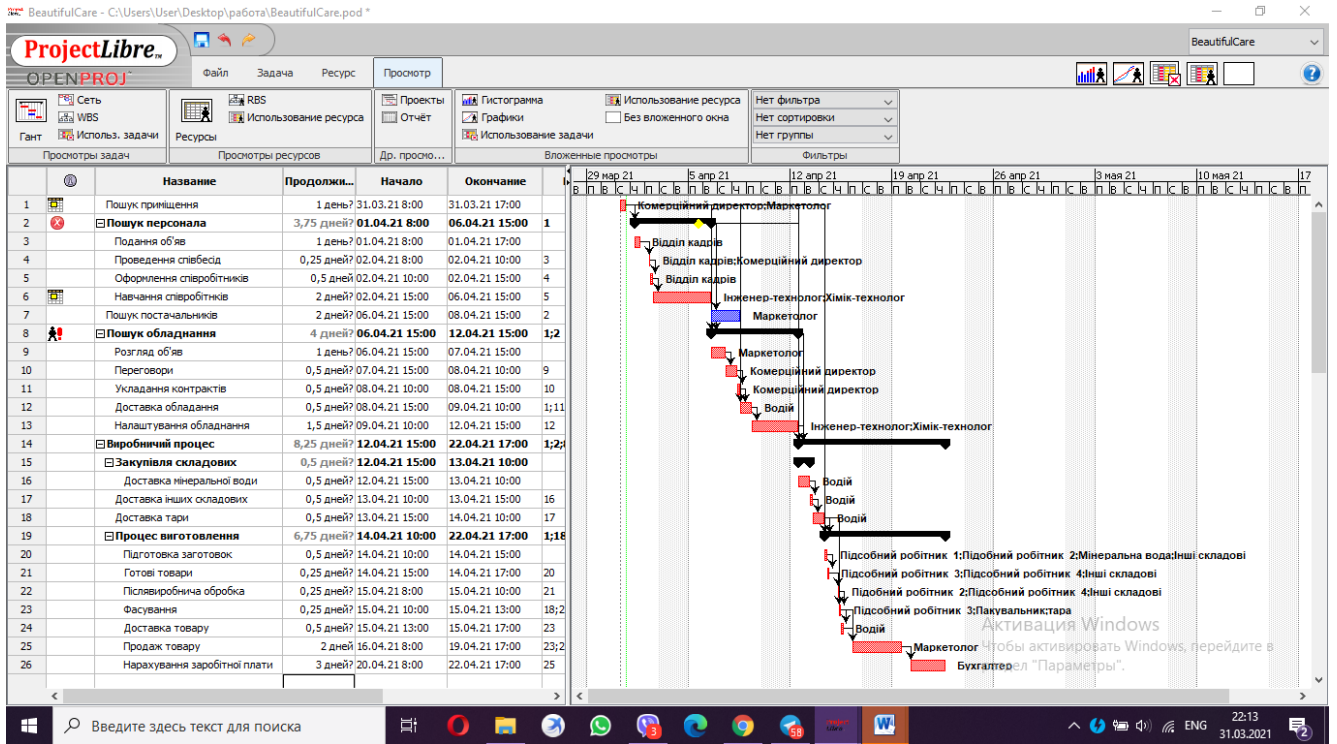 BeautifulCare - C:\Users\User\Desktop\работа\BeautifulCare.pod *
ProjectLibre™
OPENPROJ
BeautifulCare
Файл Задача Ресурс Просмотр
Гант
Сеть
WBS
Использ. задачи
Просмотры задач
Ресурсы
RBS
Использование ресурса
Просмотры ресурсов
Проекты
Отчёт
Др. просмо...
Гистограмма
Графики
Использование задачи
Использование ресурса
Без вложенного окна
Вложенные просмотры
Нет фильтра
Нет сортировки
Нет группы
Фильтры
Название Продолжи... Начало Окончание
29 мар 21 5 апр 21 12 апр 21 19 апр 21 26 апр 21 3 мая 21 10 мая 21 17
1 Пошук приміщення 1 день? 31.03.21 8:00 31.03.21 17:00 Комерційний директор;Маркетолог
2 Пошук персонала 3,75 дней? 01.04.21 8:00 06.04.21 15:00 1
3 Подання об'яв 1 день? 01.04.21 8:00 01.04.21 17:00 Відділ кадрів
4 Проведення співбесід 0,25 дней? 02.04.21 8:00 02.04.21 10:00 3 Відділ кадрів;Комерційний директор
5 Оформлення співробітників 0,5 дней 02.04.21 10:00 02.04.21 15:00 4 Відділ кадрів
6 Навчання співробітнків 2 дней? 02.04.21 15:00 06.04.21 15:00 5 Інженер-технолог;Хімік-технолог
7 Пошук постачальників 2 дней? 06.04.21 15:00 08.04.21 15:00 2 Маркетолог
8 Пошук обладнання 4 дней? 06.04.21 15:00 12.04.21 15:00 1;2
9 Розгляд об'яв 1 день? 06.04.21 15:00 07.04.21 15:00 Маркетолог
10 Переговори 0,5 дней? 07.04.21 15:00 08.04.21 10:00 9 Комерційний директор
11 Укладання контрактів 0,5 дней? 08.04.21 10:00 08.04.21 15:00 10 Комерційний директор
12 Доставка обладання 0,5 дней? 08.04.21 15:00 09.04.21 10:00 1;11 Водій
13 Налаштування обладнання 1,5 дней? 09.04.21 10:00 12.04.21 15:00 12 Інженер-технолог;Хімік-технолог
14 Виробничий процес 8,25 дней? 12.04.21 15:00 22.04.21 17:00 1;2;
15 Закупівля складових 0,5 дней? 12.04.21 15:00 13.04.21 10:00
16 Доставка мінеральної води 0,5 дней? 12.04.21 15:00 13.04.21 10:00 Водій
17 Доставка інших складових 0,5 дней? 13.04.21 10:00 13.04.21 15:00 16 Водій
18 Доставка тари 0,5 дней? 13.04.21 15:00 14.04.21 10:00 17 Водій
19 Процес виготовлення 6,75 дней? 14.04.21 10:00 22.04.21 17:00 1;18
20 Підготовка заготовок 0,5 дней? 14.04.21 10:00 14.04.21 15:00 Підсобний робітник 1;Підобний робітник 2;Мінеральна вода;Інші складові
21 Готові товари 0,25 дней? 14.04.21 15:00 14.04.21 17:00 20 Підсобний робітник 3;Підсобний робітник 4;Інші складові
22 Післявиробнича обробка 0,25 дней? 15.04.21 8:00 15.04.21 10:00 21 Підобний робітник 2;Підсобний робітник 4;Інші складові
23 Фасування 0,25 дней? 15.04.21 10:00 15.04.21 13:00 18;2 Підсобний робітник 3;Пакувальник;тара
24 Доставка товару 0,5 дней? 15.04.21 13:00 15.04.21 17:00 23 Водій
25 Продаж товару 2 дней 16.04.21 8:00 19.04.21 17:00 23;2 Маркетолог
26 Нарахування заробітної плати 3 дней? 20.04.21 8:00 22.04.21 17:00 25 Бухгалтер
Активация Windows
Чтобы активировать Windows, перейдите в
раздел "Параметры".
Введите здесь текст для поиска
3
58
ENG
22:13
31.03.2021
2